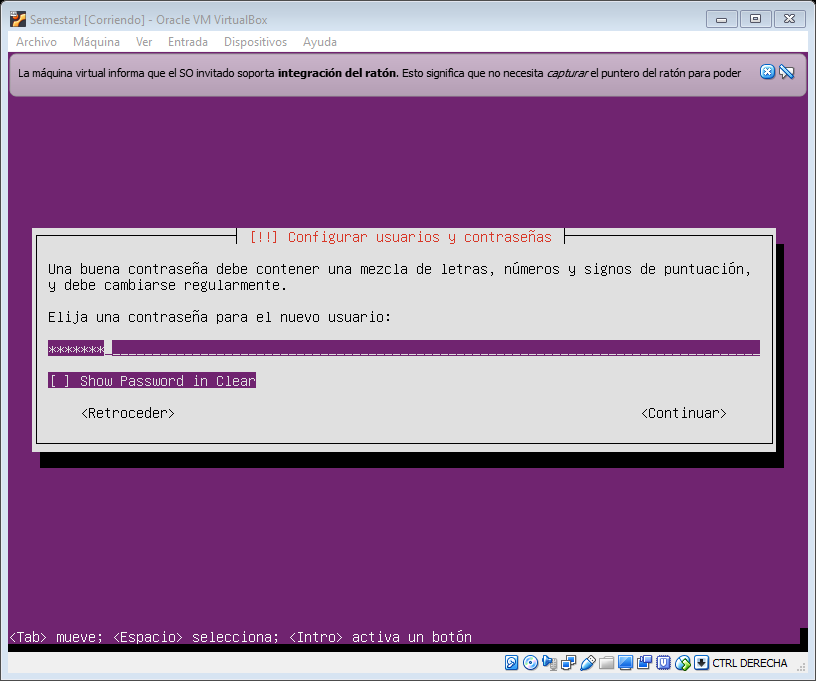 Semestarl [Corriendo] - Oracle VM VirtualBox
Archivo Máquina Ver Entrada Dispositivos Ayuda
La máquina virtual informa que el SO invitado soporta integración del ratón. Esto significa que no necesita capturar el puntero del ratón para poder
[!!] Configurar usuarios y contraseñas
Una buena contraseña debe contener una mezcla de letras, números y signos de puntuación,
y debe cambiarse regularmente.
Elija una contraseña para el nuevo usuario:
*******
[ ] Show Password in Clear
<Retroceder> <Continuar>
<Tab> mueve; <Espacio> selecciona; <Intro> activa un botón
CTRL DERECHA